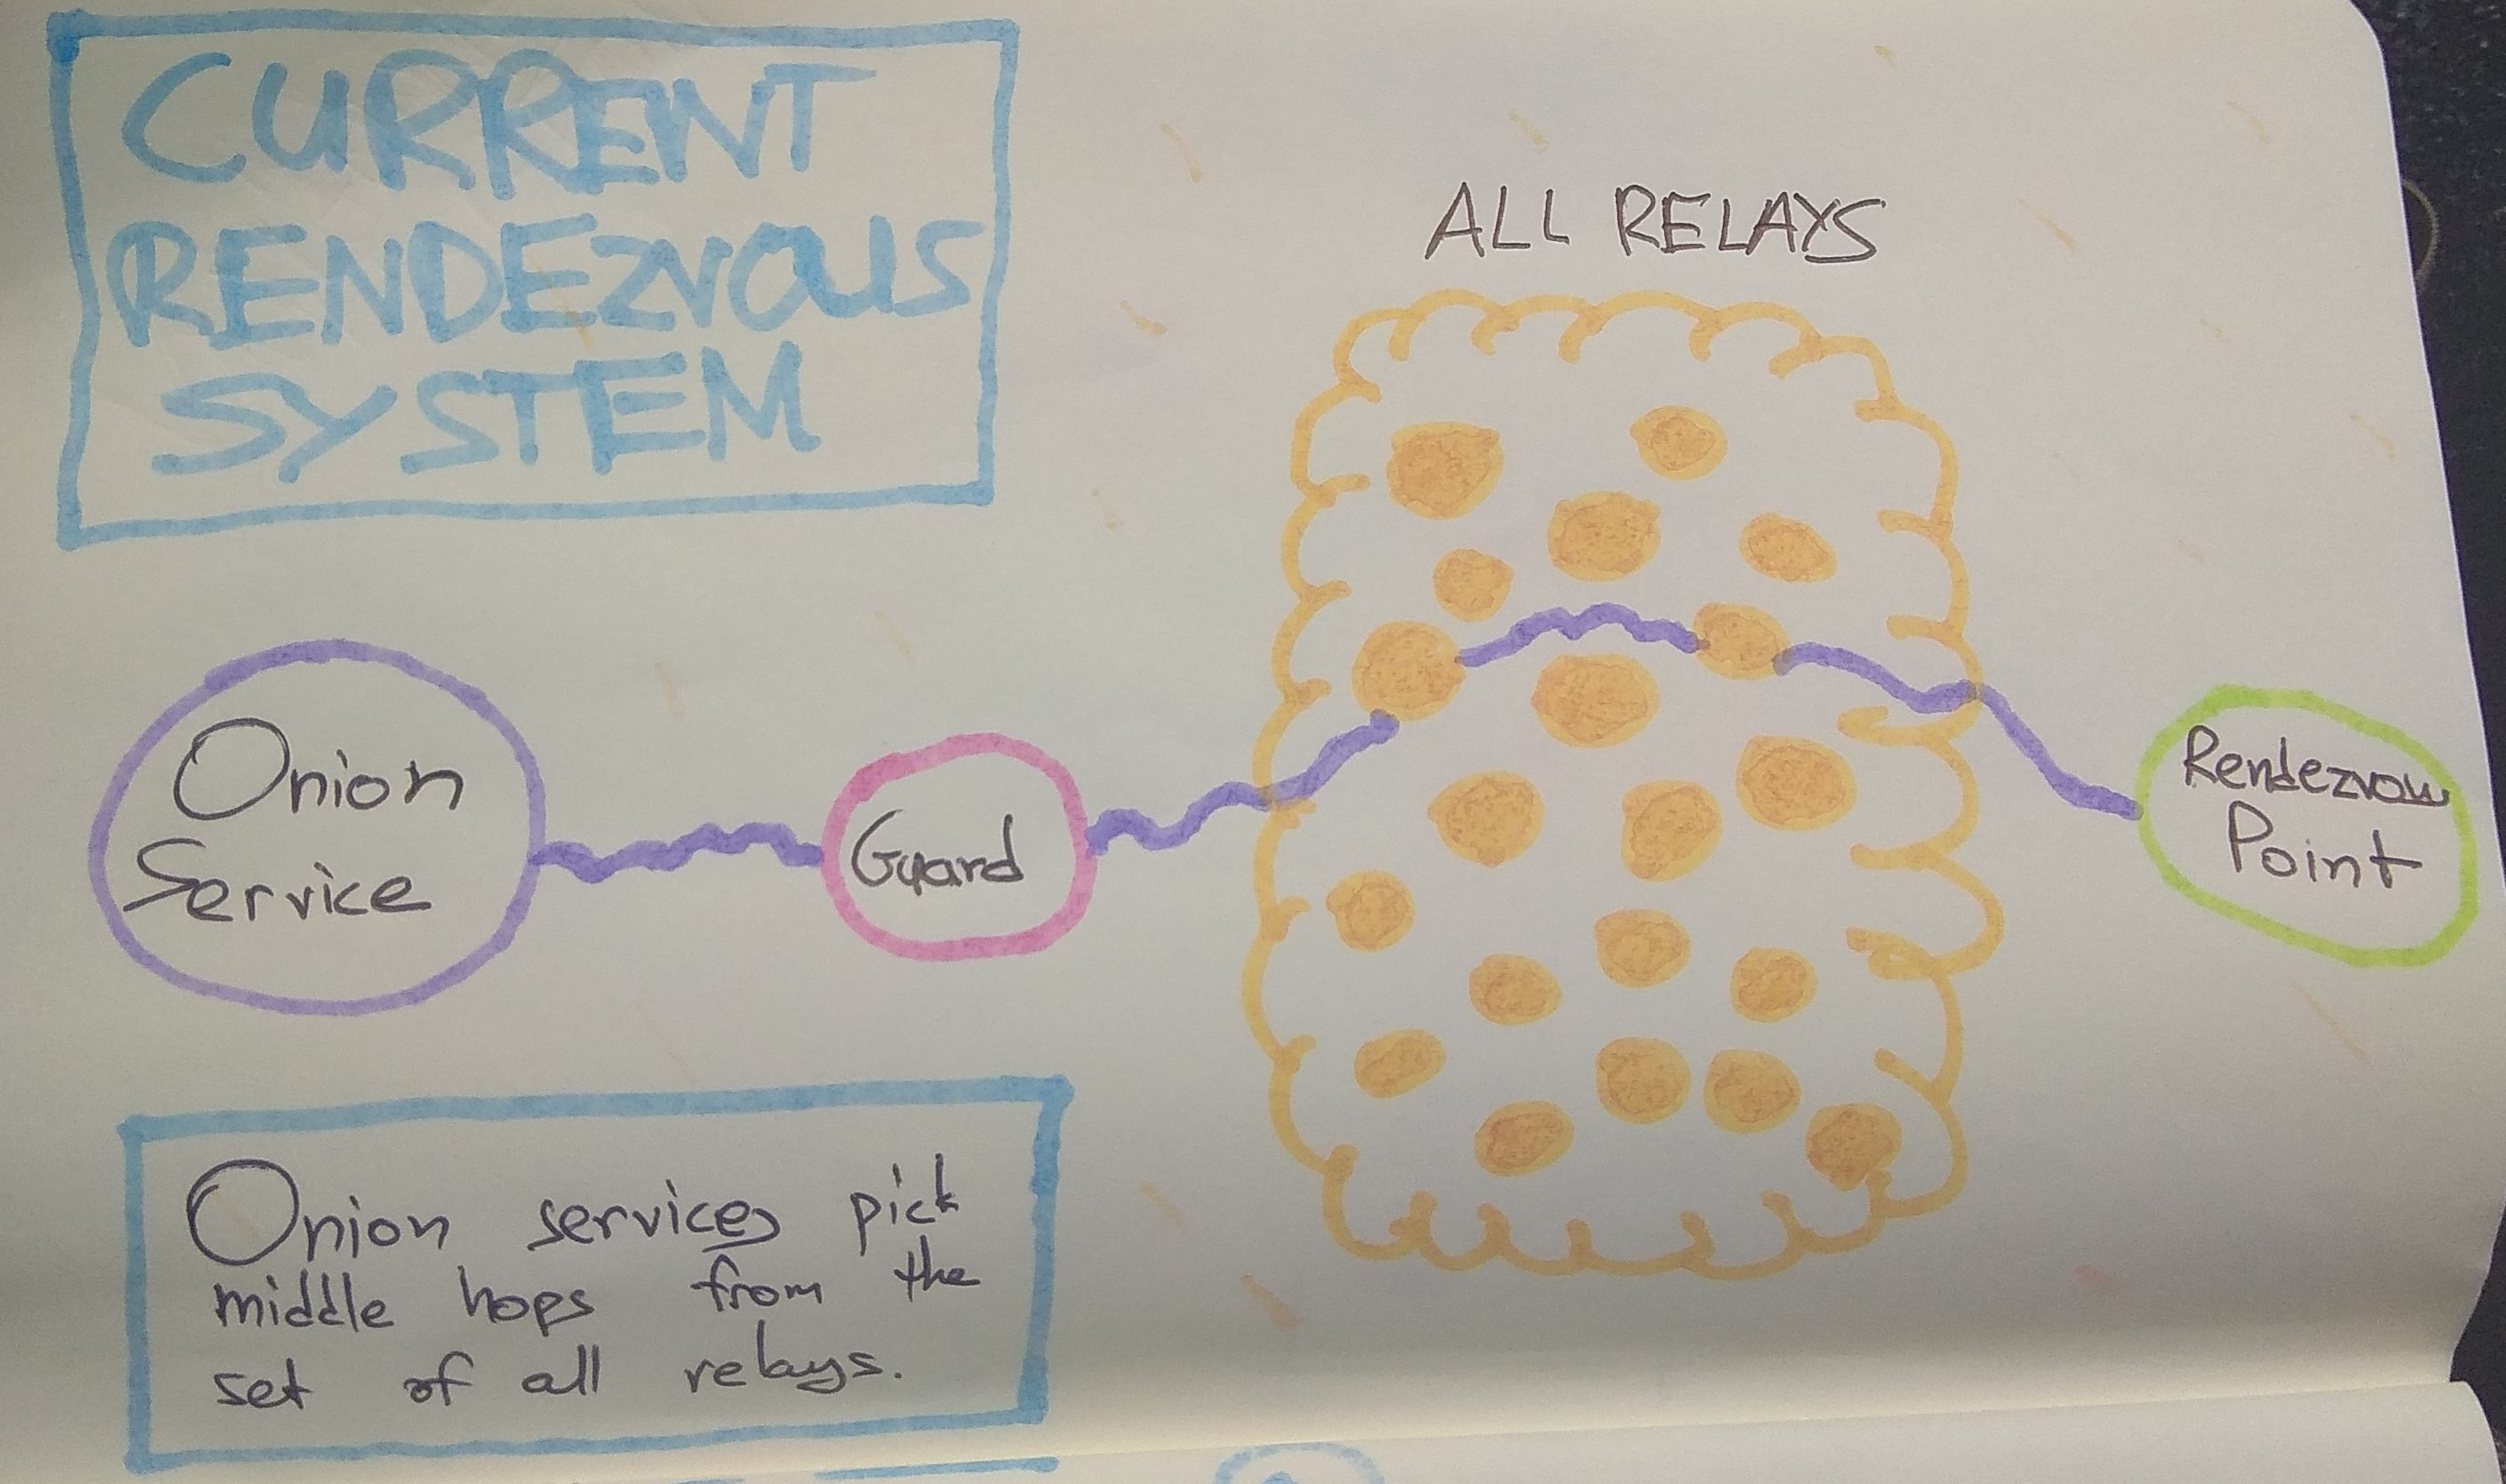 CURRENT
RENDEZVOUS
SYSTEM
ALL RELAYS
Onion
Service
Guard
Rendezvous
Point
Onion services pick
middle hops from the
set of all relays.